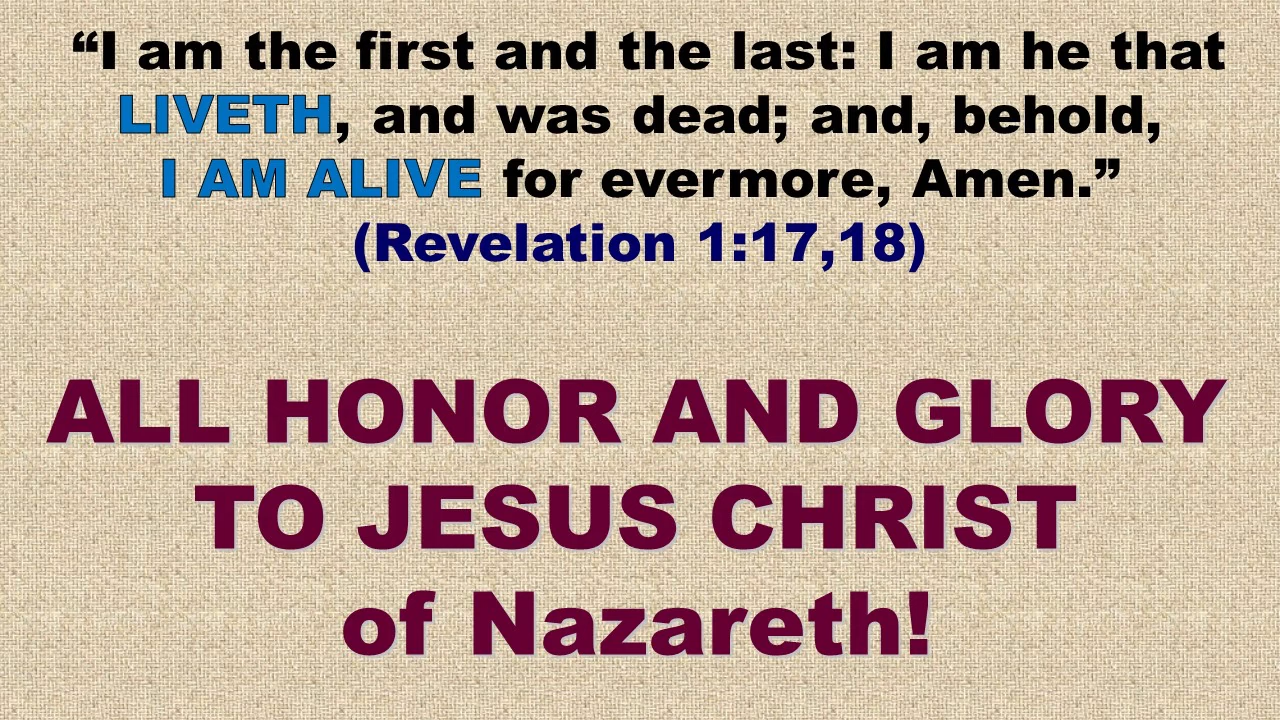 “I am the first and the last: I am he that
LIVETH, and was dead; and, behold,
I AM ALIVE for evermore, Amen.”
(Revelation 1:17,18)
ALL HONOR AND GLORY
TO JESUS CHRIST
of Nazareth!